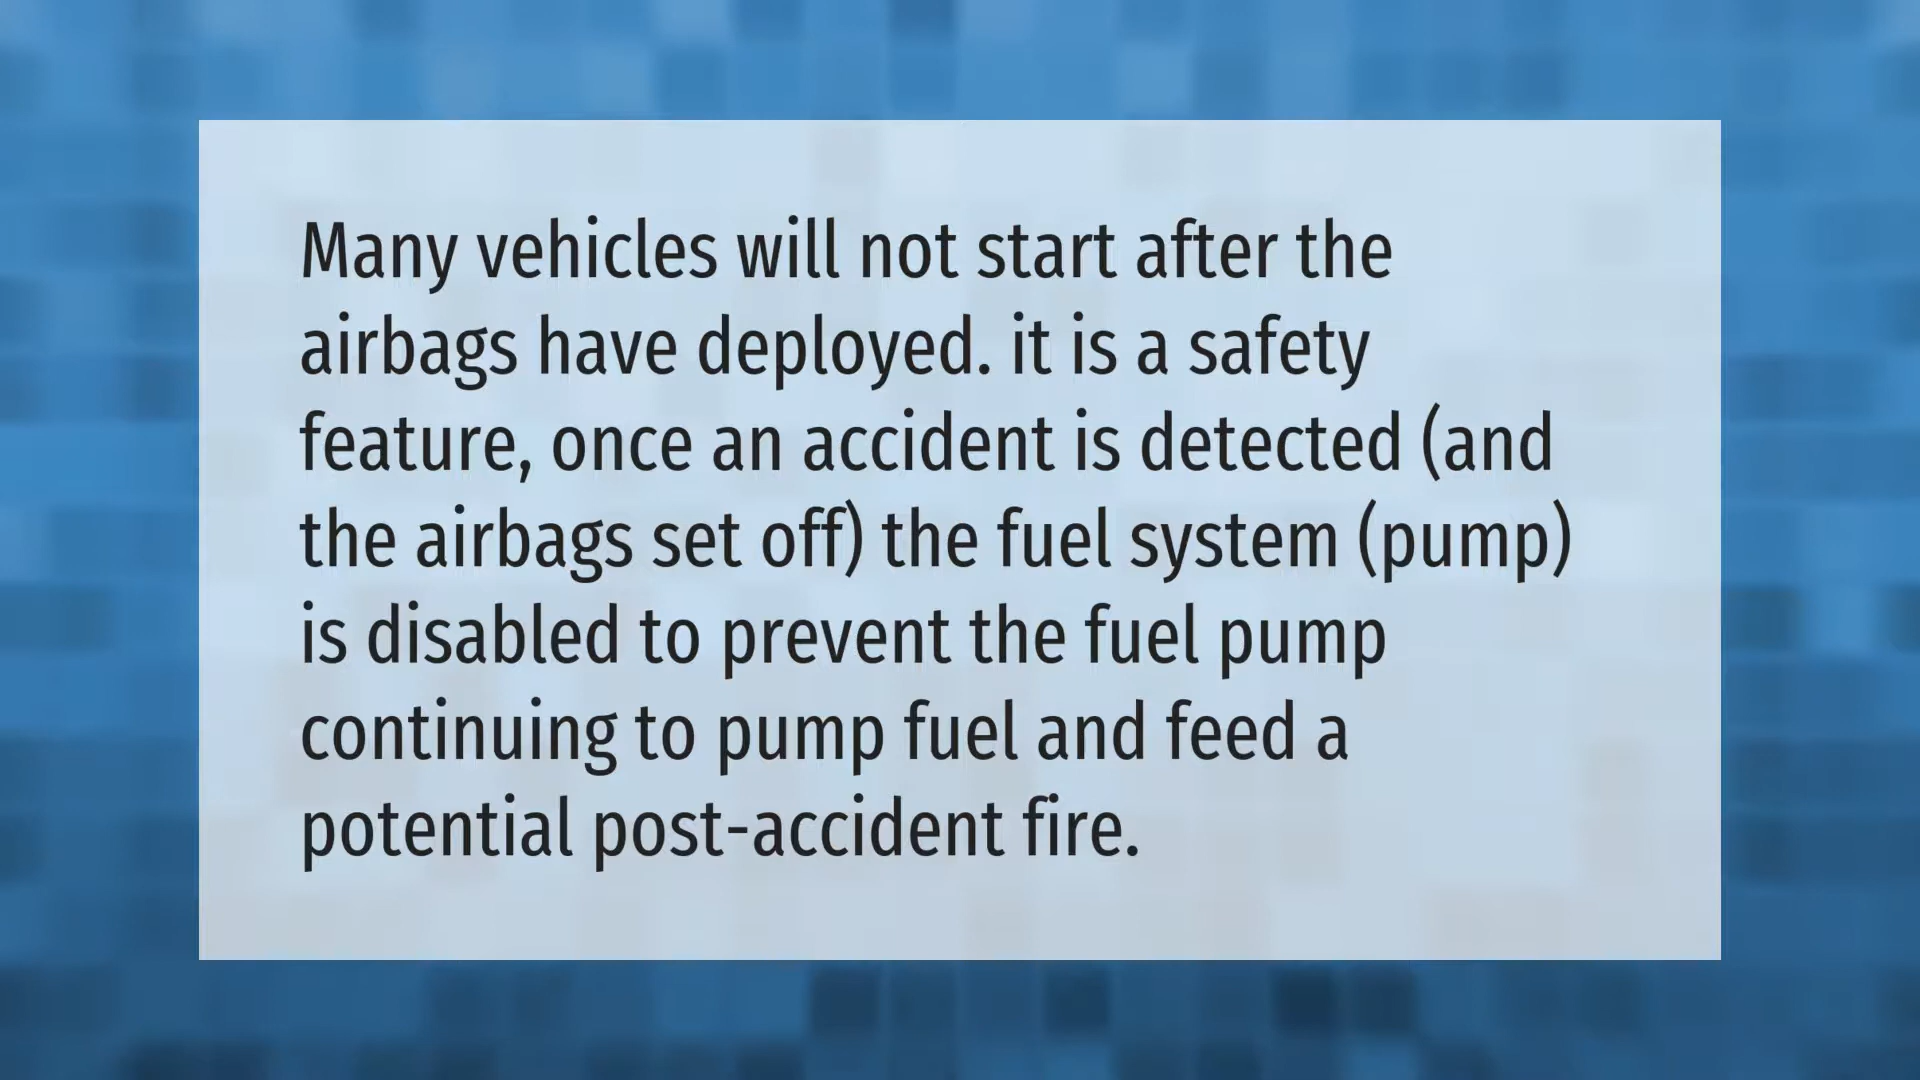 Many vehicles will not start after the
airbags have deployed. it is a safety
feature, once an accident is detected (and
the airbags set off) the fuel system (pump)
is disabled to prevent the fuel pump
continuing to pump fuel and feed a
potential post-accident fire.